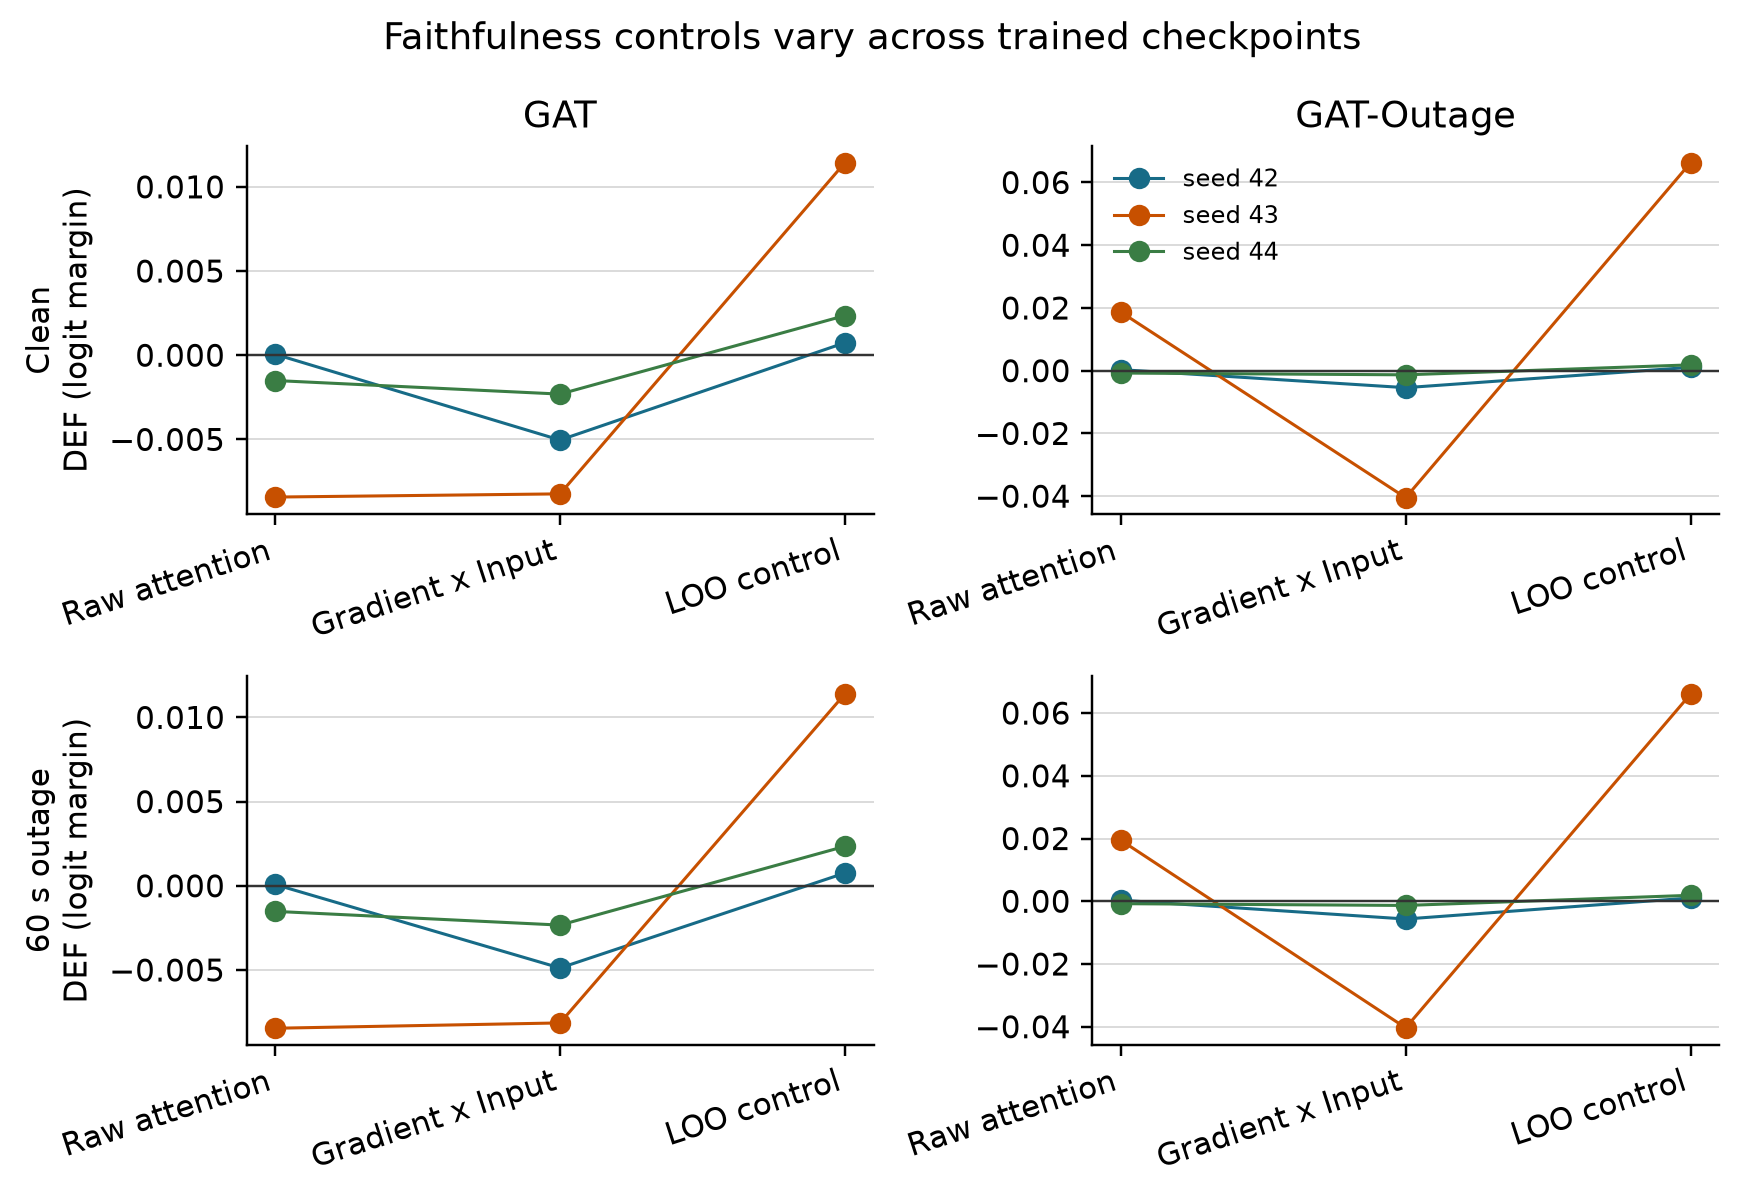 Faithfulness controls vary across trained checkpoints
GAT
Clean
DEF (logit margin)
0.010
0.005
0.000
−0.005
Raw attention
Gradient x Input
LOO control
GAT-Outage
seed 42
seed 43
seed 44
0.06
0.04
0.02
0.00
−0.02
−0.04
Raw attention
Gradient x Input
LOO control
60 s outage
DEF (logit margin)
0.010
0.005
0.000
−0.005
Raw attention
Gradient x Input
LOO control
0.06
0.04
0.02
0.00
−0.02
−0.04
Raw attention
Gradient x Input
LOO control